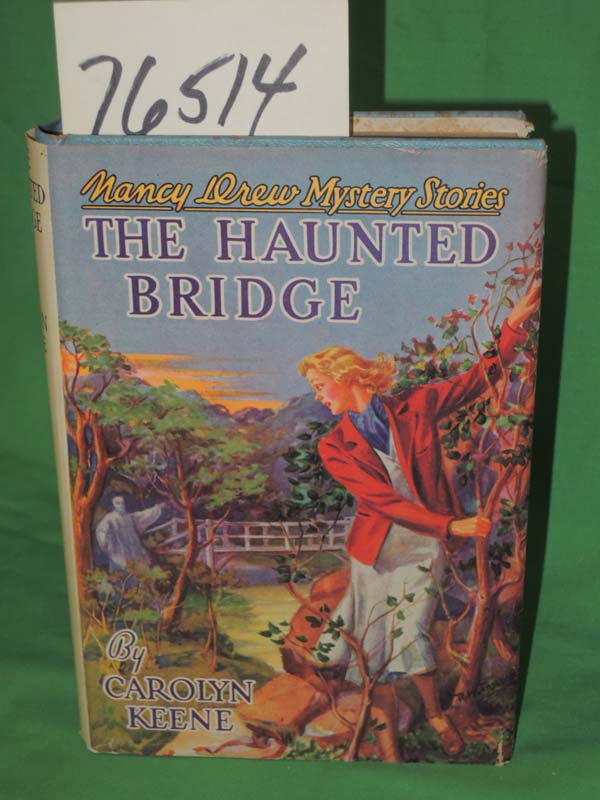 76514
Nancy Drew Mystery Stories
THE HAUNTED
BRIDGE
By
CAROLYN
KEENE